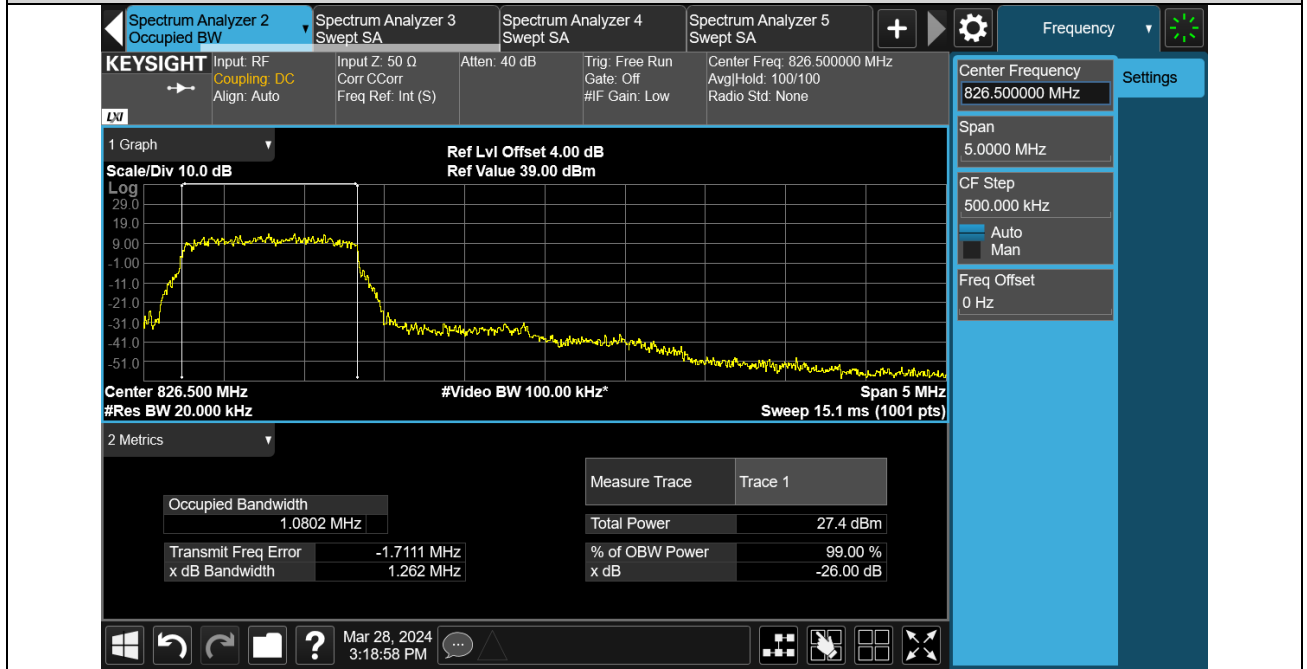 Spectrum Analyzer 2
Occupied BW
Spectrum Analyzer 3
Swept SA
Spectrum Analyzer 4
Swept SA
Spectrum Analyzer 5
Swept SA
+
Frequency
KEYSIGHT
LXI
Input: RF
Coupling: DC
Align: Auto
Input Z: 50 Ω
Corr CCorr
Freq Ref: Int (S)
Atten: 40 dB
Trig: Free Run
Gate: Off
#IF Gain: Low
Center Freq: 826.500000 MHz
Avg|Hold: 100/100
Radio Std: None
Center Frequency
826.500000 MHz
Settings
Span
5.0000 MHz
CF Step
500.000 kHz
Auto
Man
Freq Offset
0 Hz
1 Graph
Scale/Div 10.0 dB
Ref Lvl Offset 4.00 dB
Ref Value 39.00 dBm
Log
29.0
19.0
9.00
-1.00
-11.0
-21.0
-31.0
-41.0
-51.0
Center 826.500 MHz
#Video BW 100.00 kHz*
Span 5 MHz
#Res BW 20.000 kHz
Sweep 15.1 ms (1001 pts)
2 Metrics
Measure Trace
Trace 1
Occupied Bandwidth
1.0802 MHz
Total Power
27.4 dBm
Transmit Freq Error
-1.7111 MHz
% of OBW Power
99.00 %
x dB Bandwidth
1.262 MHz
x dB
-26.00 dB
?
Mar 28, 2024
3:18:58 PM